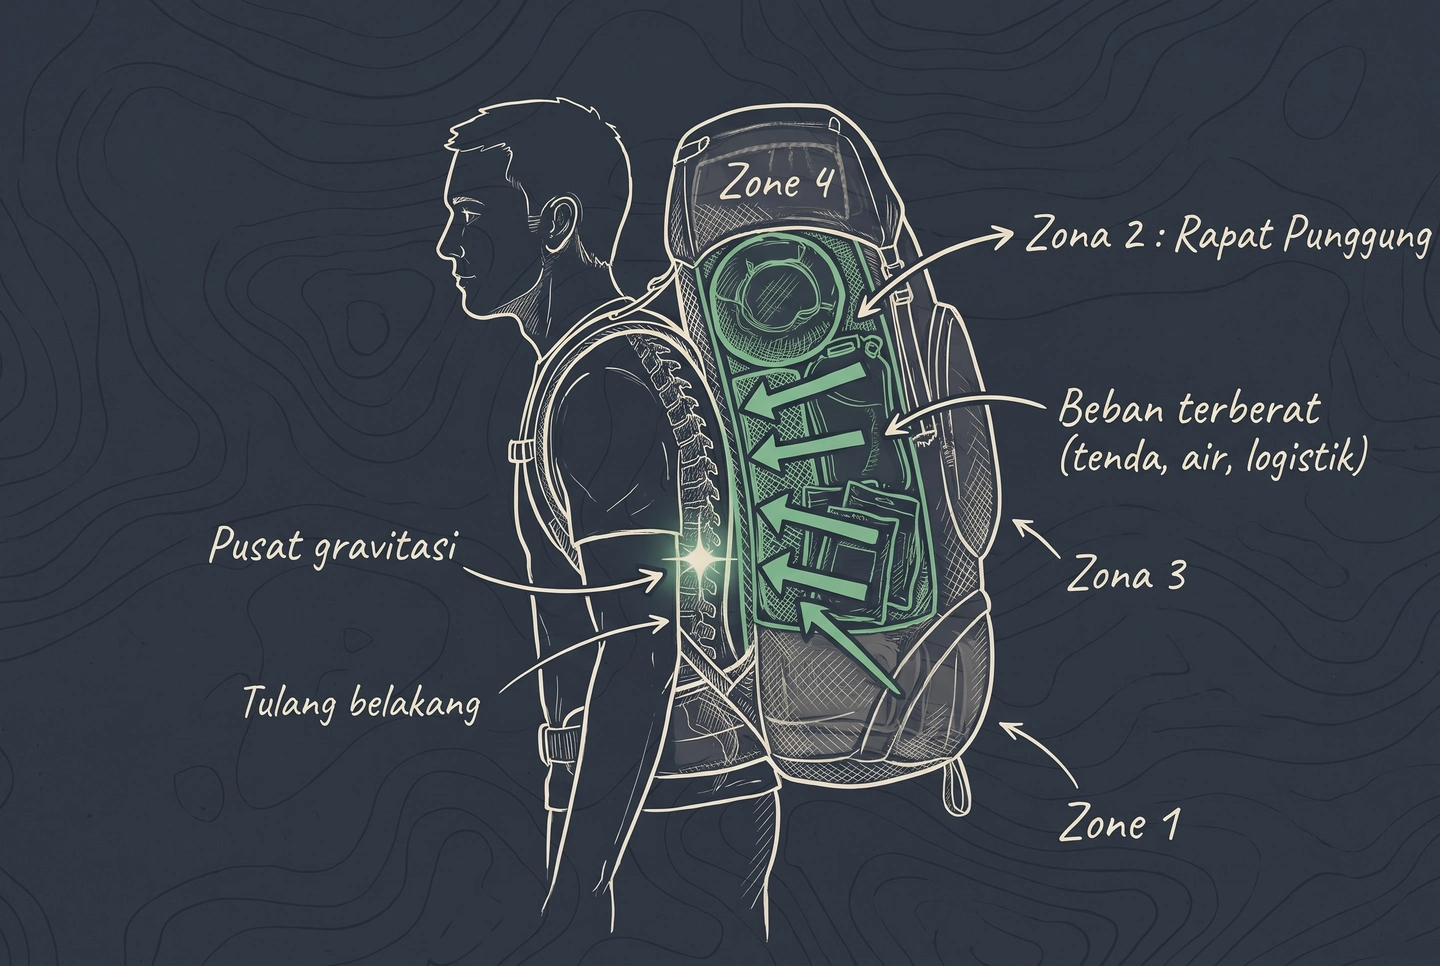 Zone 4
Zona 2 : Rapat Punggung
Beban terberat
(tenda, air, logistik)
Pusat gravitasi
Zona 3
Tulang belakang
Zone 1